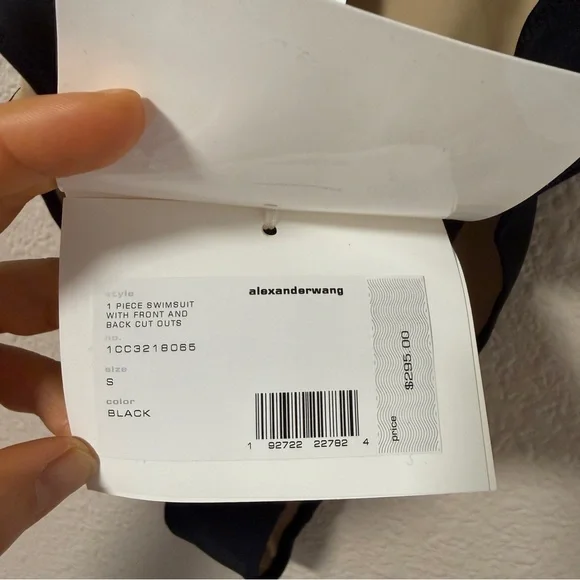 style
alexanderwang
1 PIECE SWIMSUIT
WITH FRONT AND
BACK CUT OUTS
no.
1CC3218065
size
S
color
BLACK
1 92722 22782 4
price $295.00